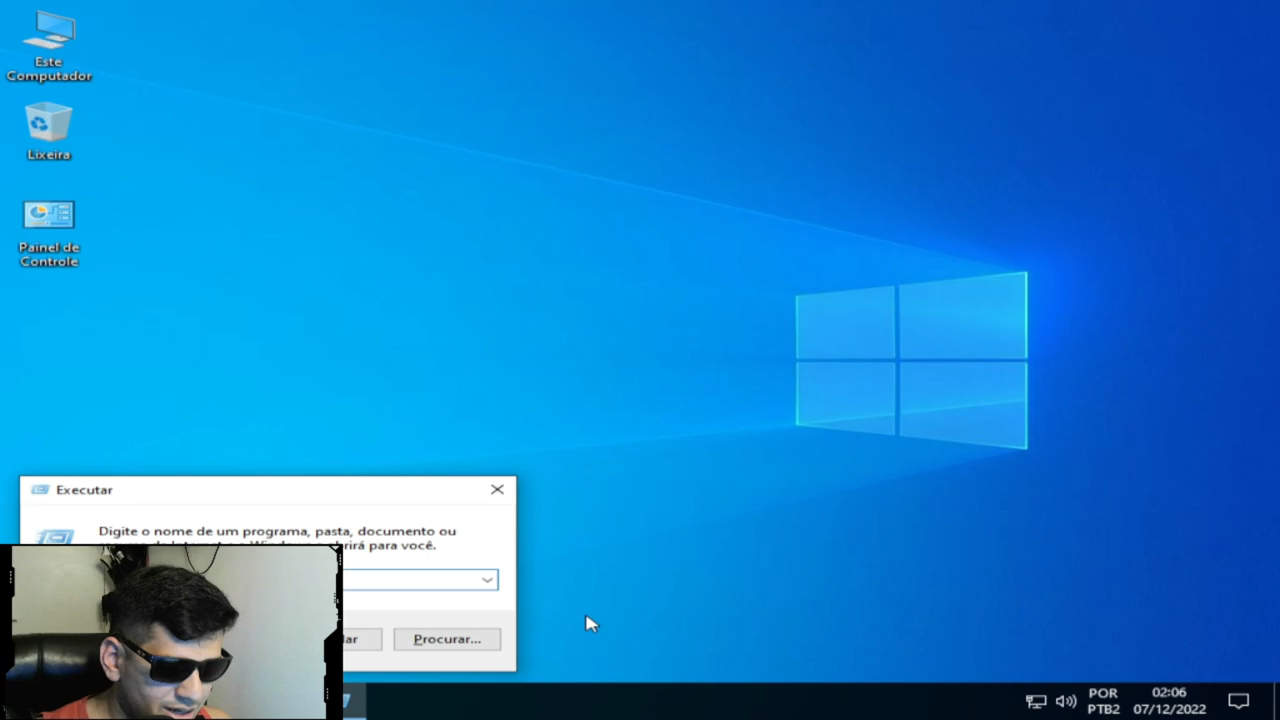 Este
Computador
Lixeira
Painel de
Controle
Executar
Digite o nome de um programa, pasta, documento ou
abrirá para você.
Procurar...
POR
PTB2
02:06
07/12/2022